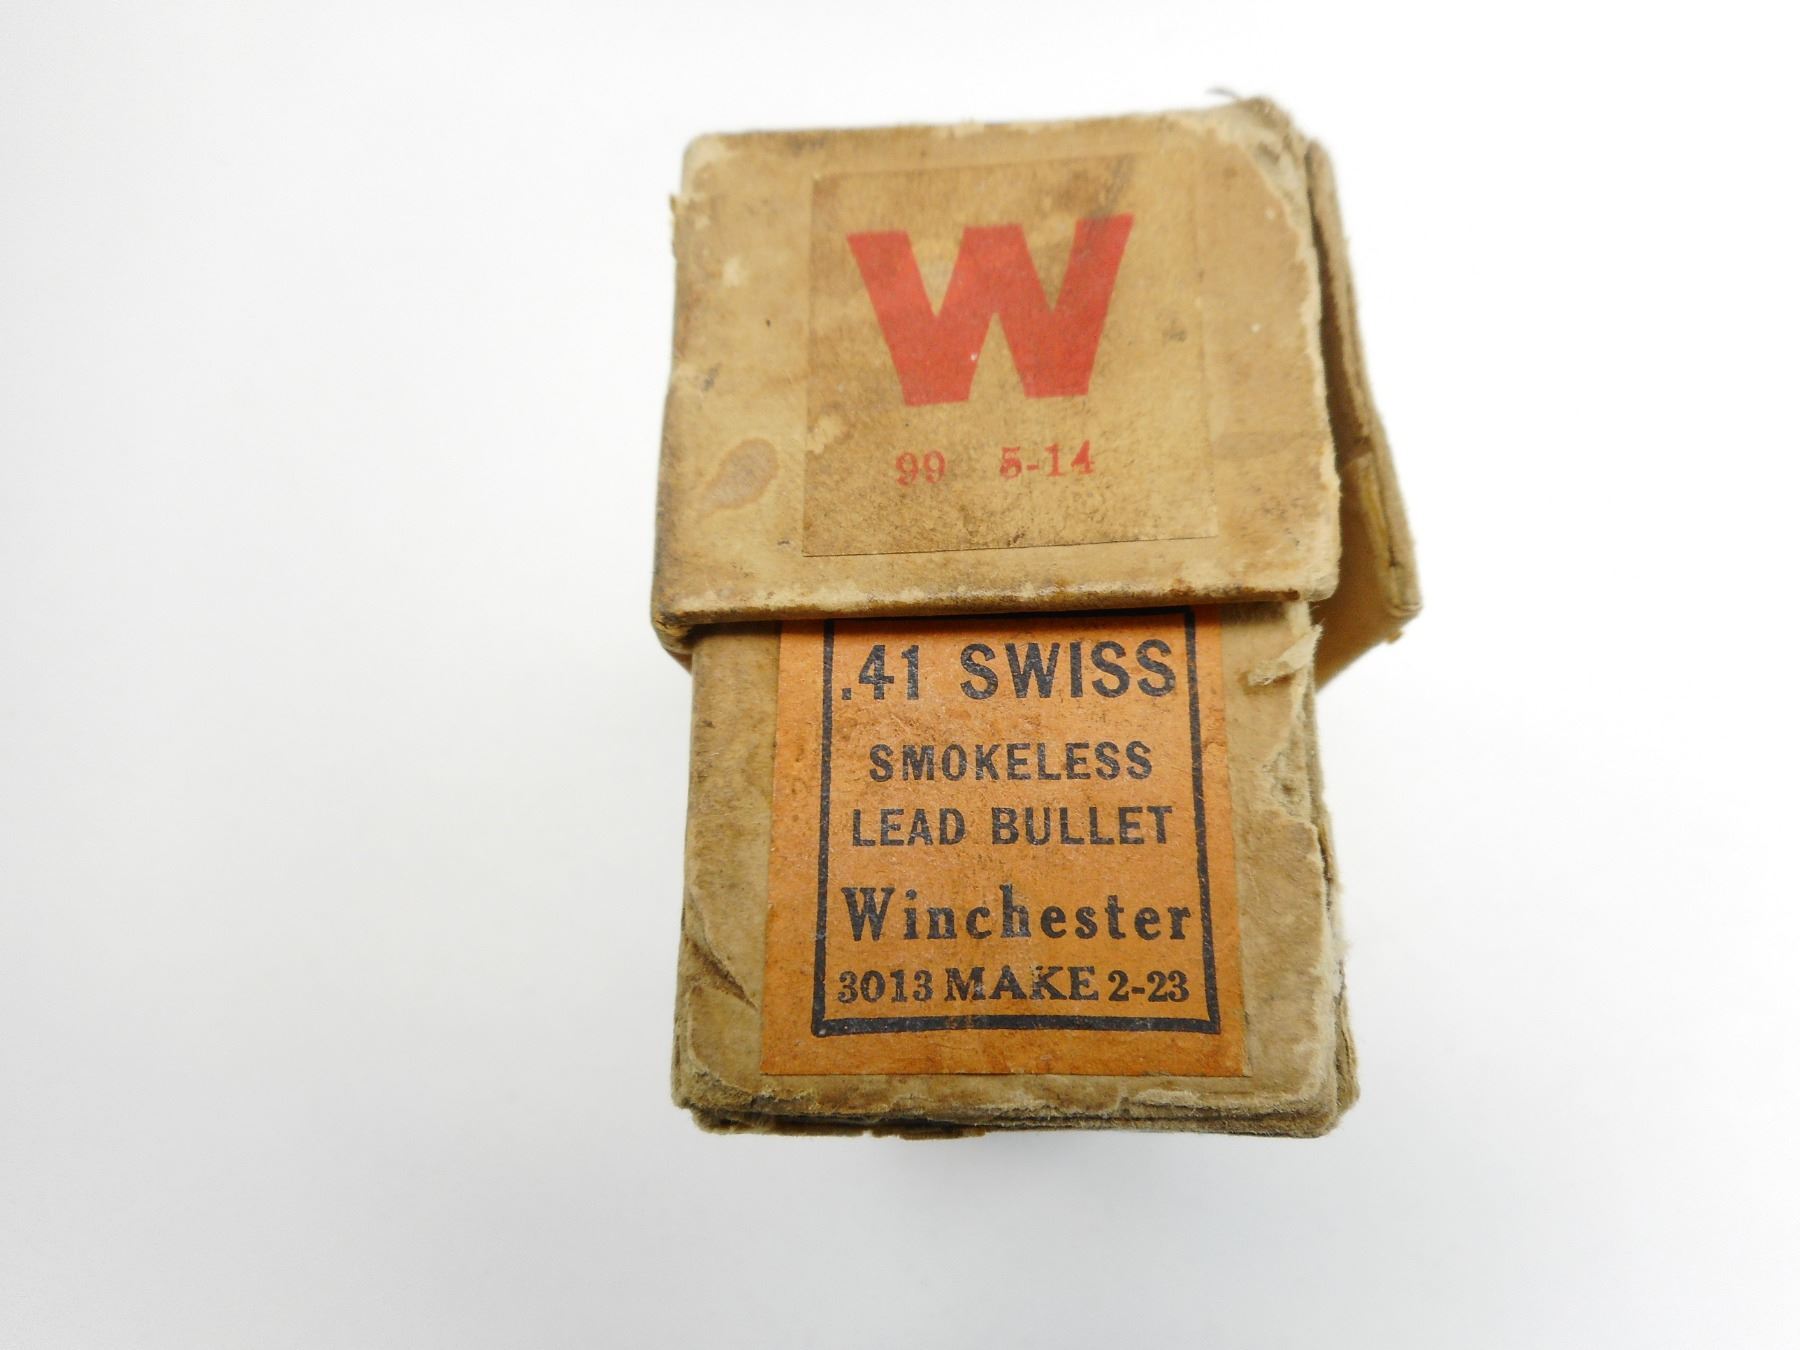 W
99 5-14
.41 SWISS
SMOKELESS
LEAD BULLET
Winchester
3013 MAKE 2-23